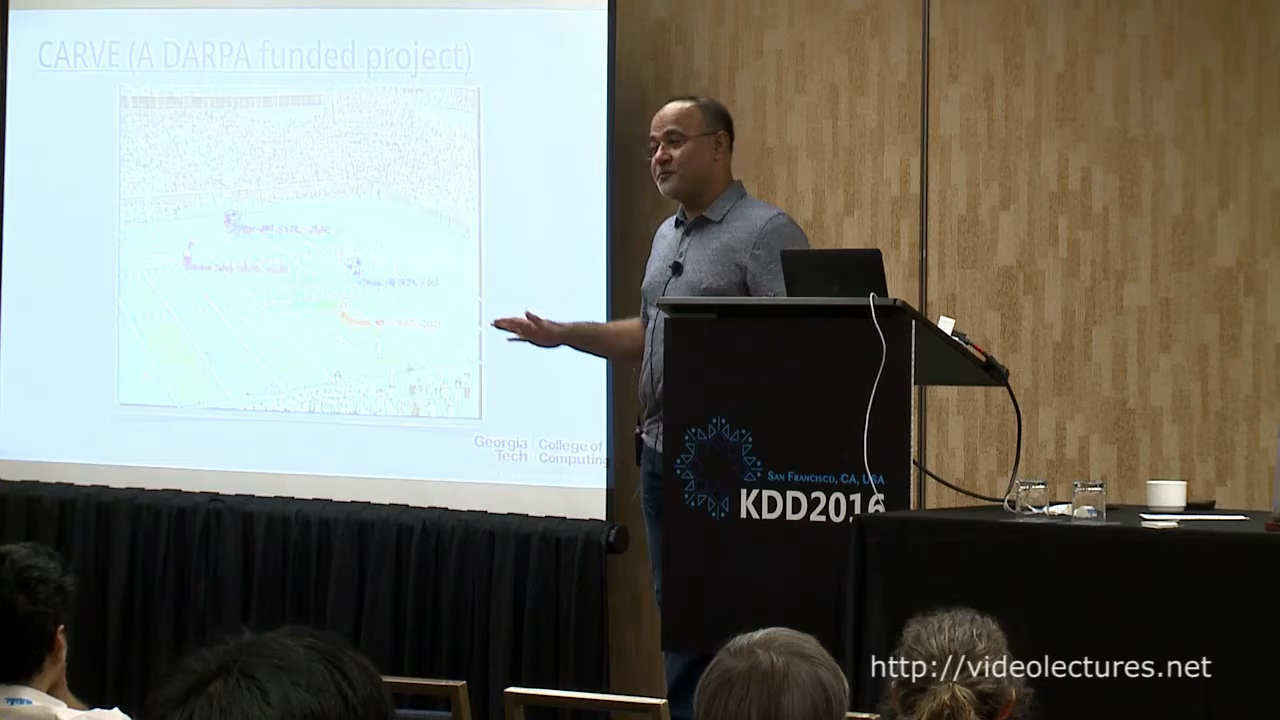 CARVE (A DARPA funded project)
Georgia Tech
College of Computing
SAN FRANCISCO, CA, USA
KDD2016
http://videolectures.net